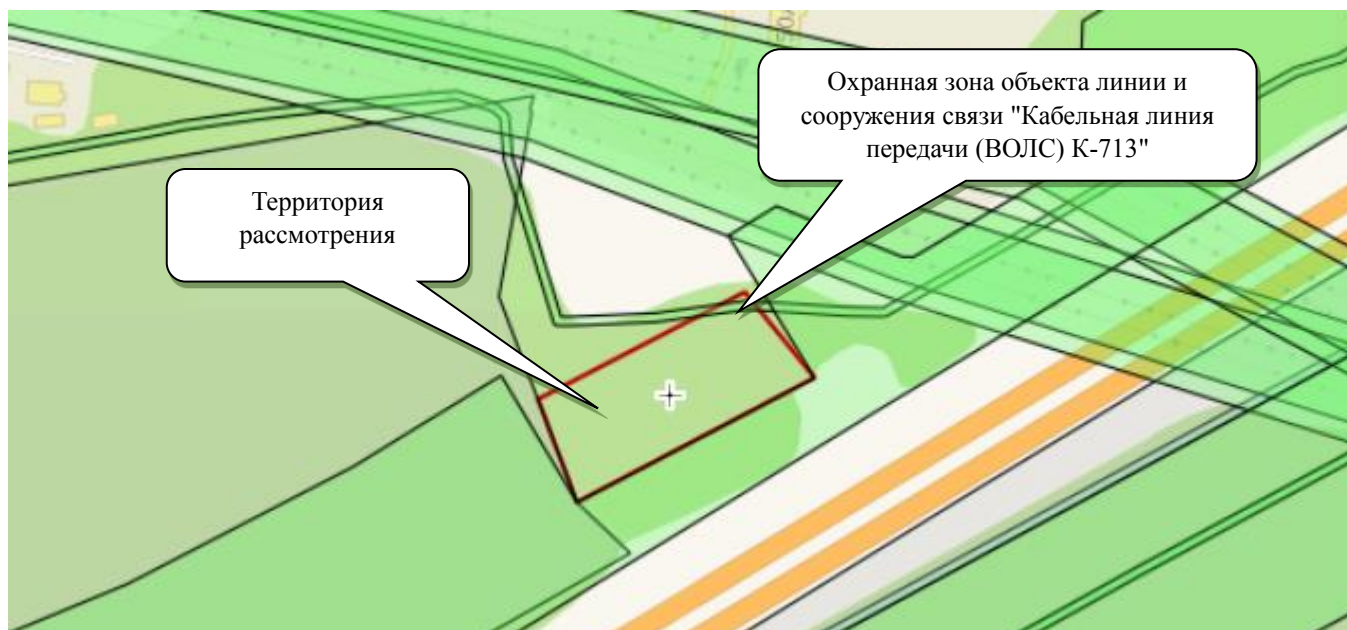 Охранная зона объекта линии и
сооружения связи "Кабельная линия
передачи (ВОЛС) К-713"
Территория
рассмотрения